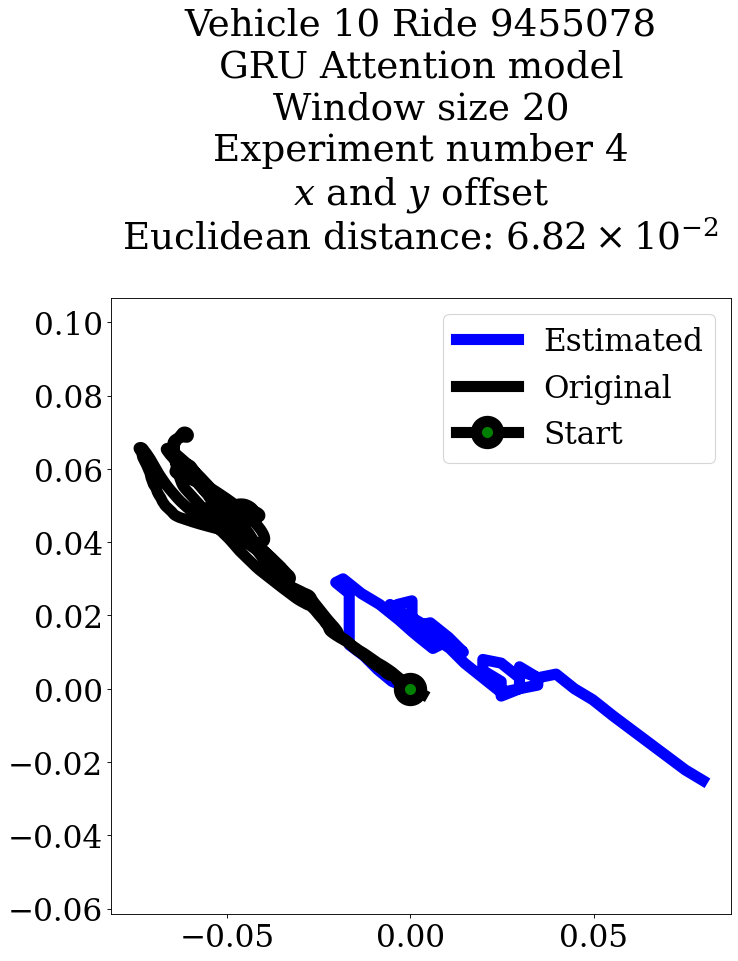 Vehicle 10 Ride 9455078
GRU Attention model
Window size 20
Experiment number 4
x and y offset
Euclidean distance: 6.82 × 10⁻²
Estimated
Original
Start
0.10
0.08
0.06
0.04
0.02
0.00
−0.02
−0.04
−0.06
−0.05
0.00
0.05